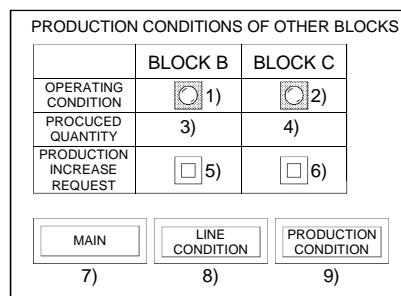 PRODUCTION CONDITIONS OF OTHER BLOCKS
BLOCK B BLOCK C
OPERATING
CONDITION
1) 2)
PROCUCED
QUANTITY
3) 4)
PRODUCTION
INCREASE
REQUEST
5) 6)
MAIN
LINE
CONDITION
PRODUCTION
CONDITION
7) 8) 9)